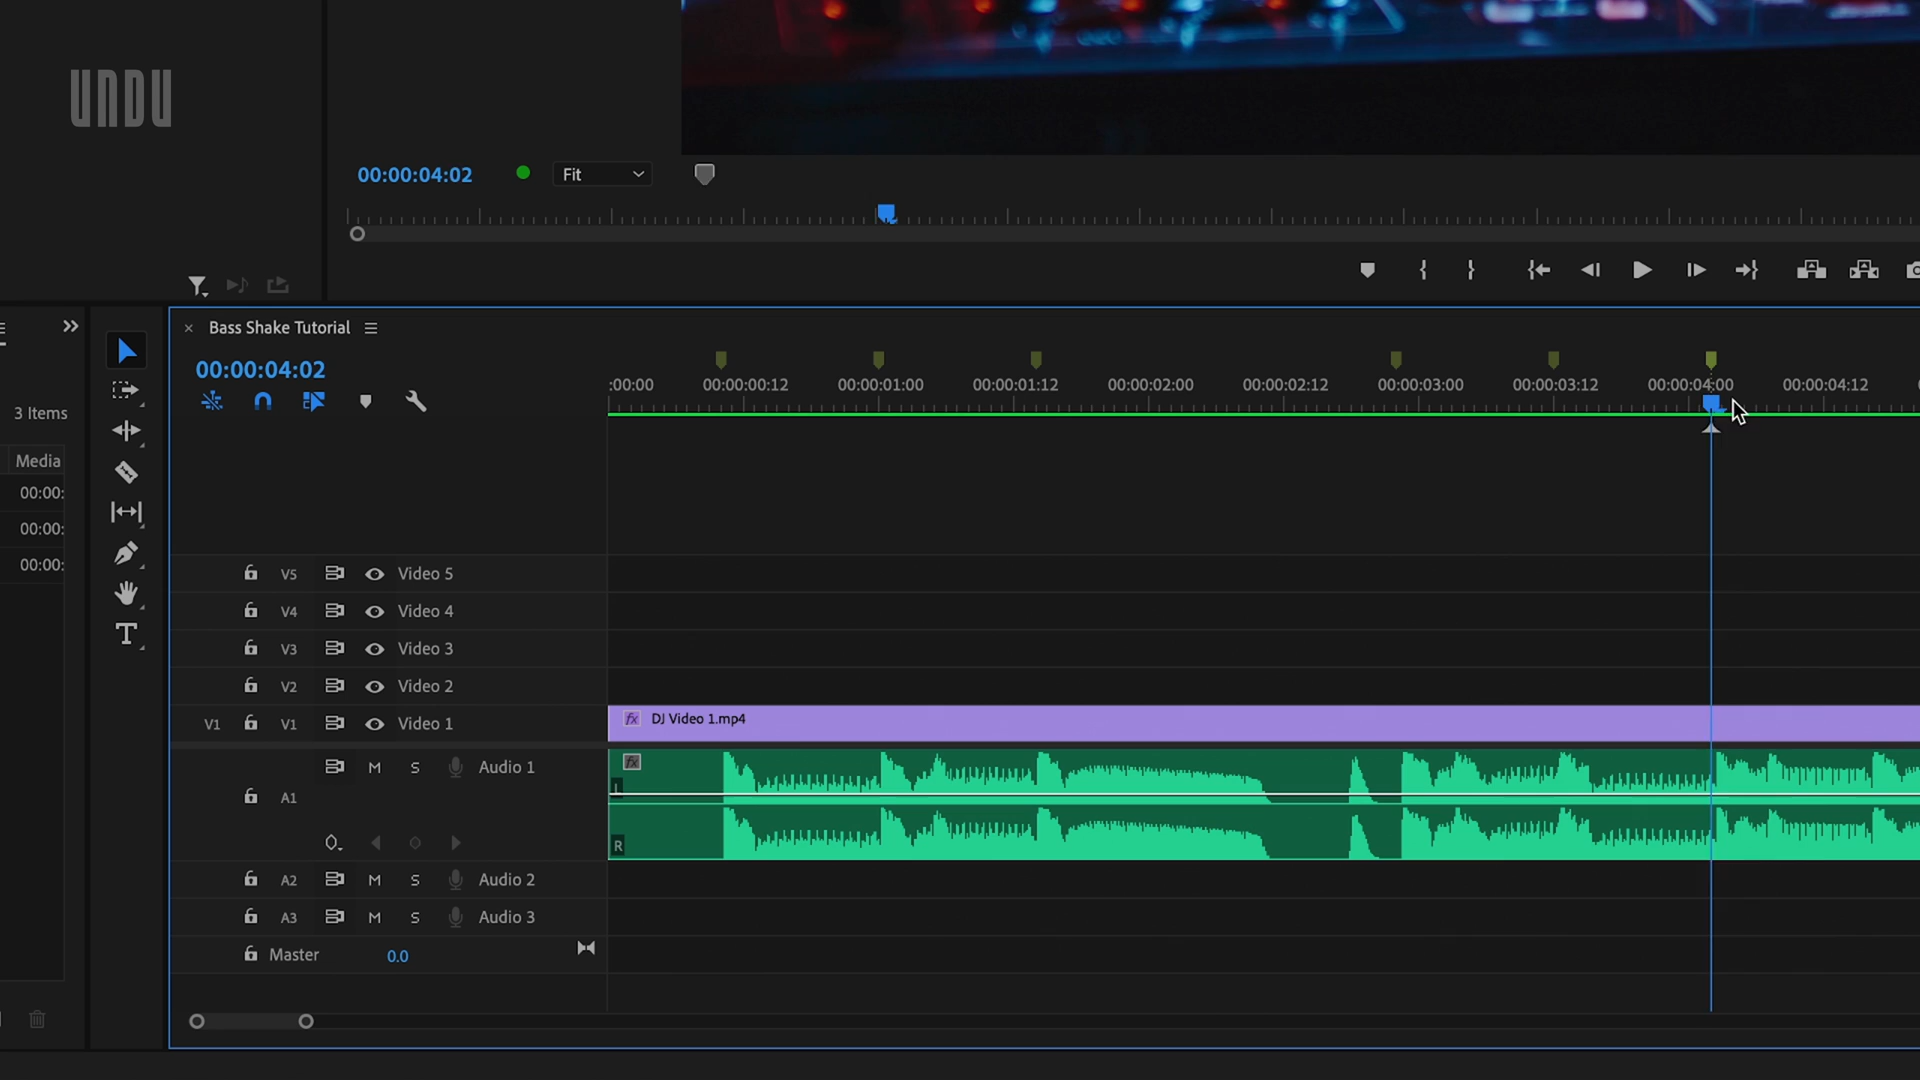 UNDU
00:00:04:02
Fit
Bass Shake Tutorial
00:00:04:02
:00:00
00:00:00:12
00:00:01:00
00:00:01:12
00:00:02:00
00:00:02:12
00:00:03:00
00:00:03:12
00:00:04:00
00:00:04:12
3 Items
Media
00:00:
00:00:
00:00:
V5 Video 5
V4 Video 4
V3 Video 3
V2 Video 2
V1 V1 Video 1
fx DJ Video 1.mp4
M S Audio 1
A1
fx
L
R
A2 M S Audio 2
A3 M S Audio 3
Master 0.0